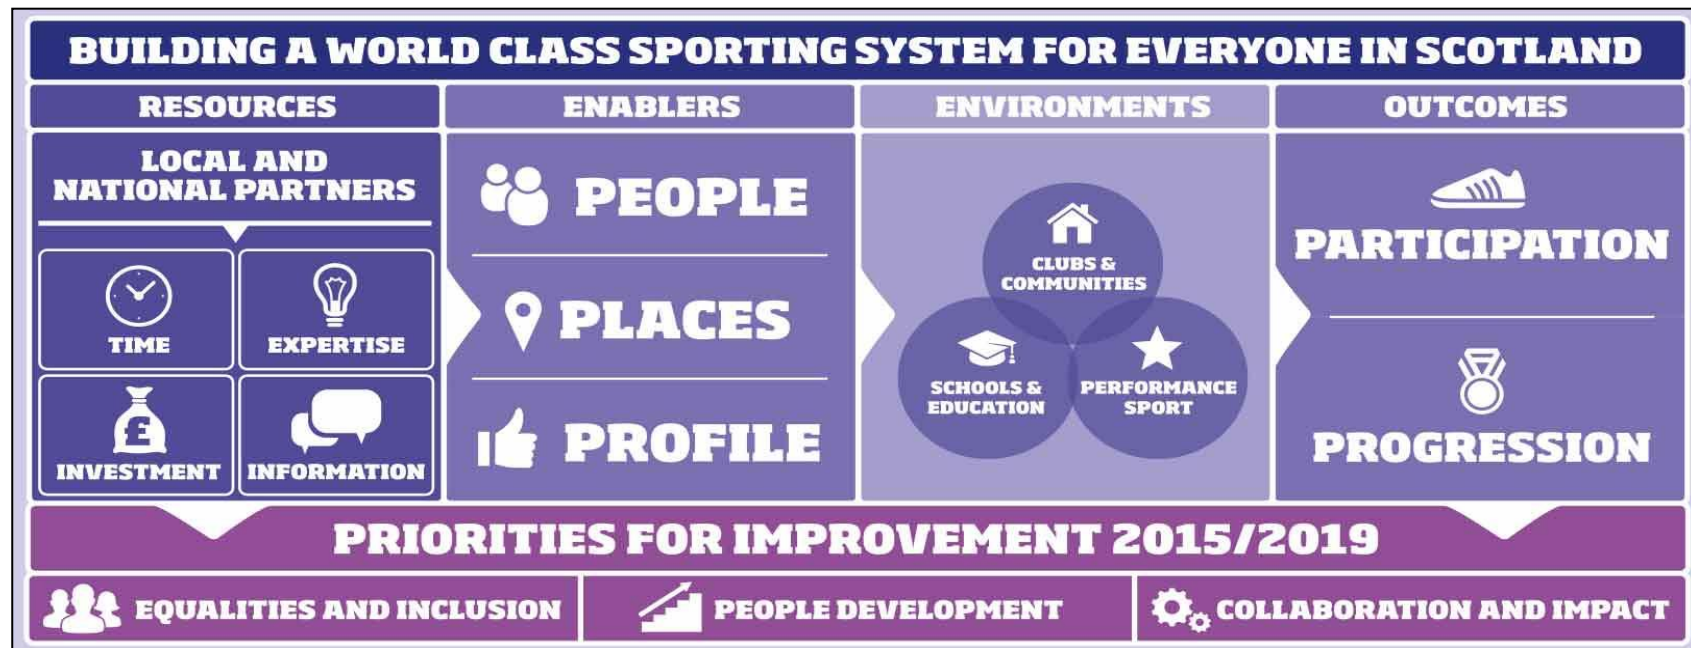 BUILDING A WORLD CLASS SPORTING SYSTEM FOR EVERYONE IN SCOTLAND
RESOURCES
LOCAL AND
NATIONAL PARTNERS
TIME
EXPERTISE
£
INVESTMENT
INFORMATION
ENABLERS
PEOPLE
PLACES
PROFILE
ENVIRONMENTS
CLUBS &
COMMUNITIES
SCHOOLS &
EDUCATION
PERFORMANCE
SPORT
OUTCOMES
PARTICIPATION
PROGRESSION
PRIORITIES FOR IMPROVEMENT 2015/2019
EQUALITIES AND INCLUSION
PEOPLE DEVELOPMENT
COLLABORATION AND IMPACT